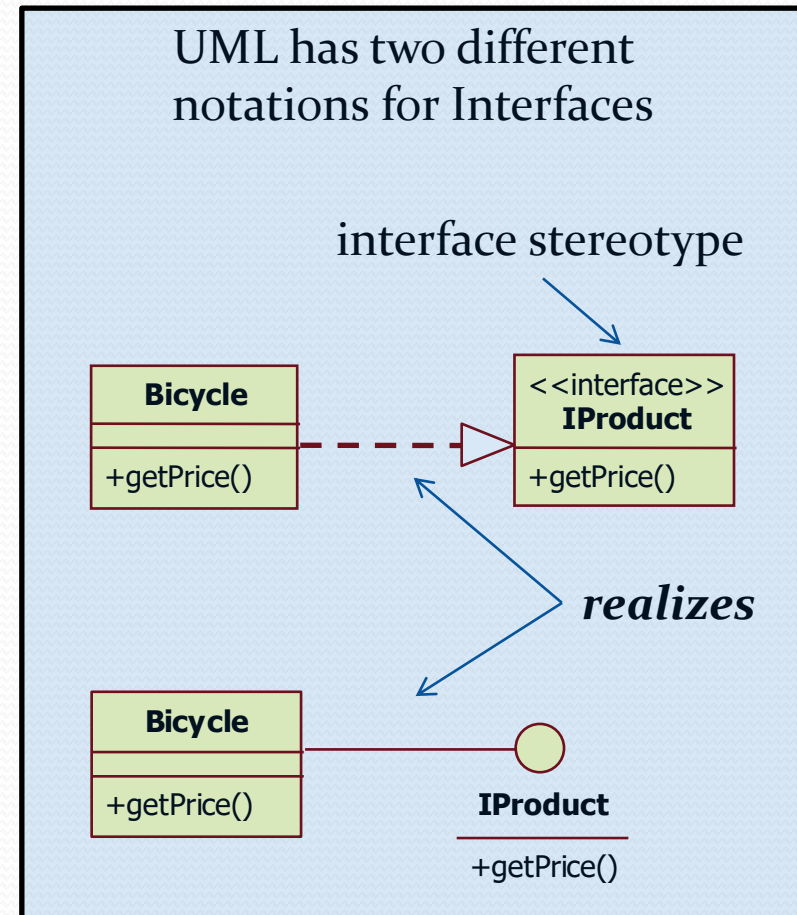 UML has two different
notations for Interfaces
interface stereotype
Bicycle
+getPrice()
<<interface>>
IProduct
+getPrice()
realizes
Bicycle
+getPrice()
IProduct
+getPrice()